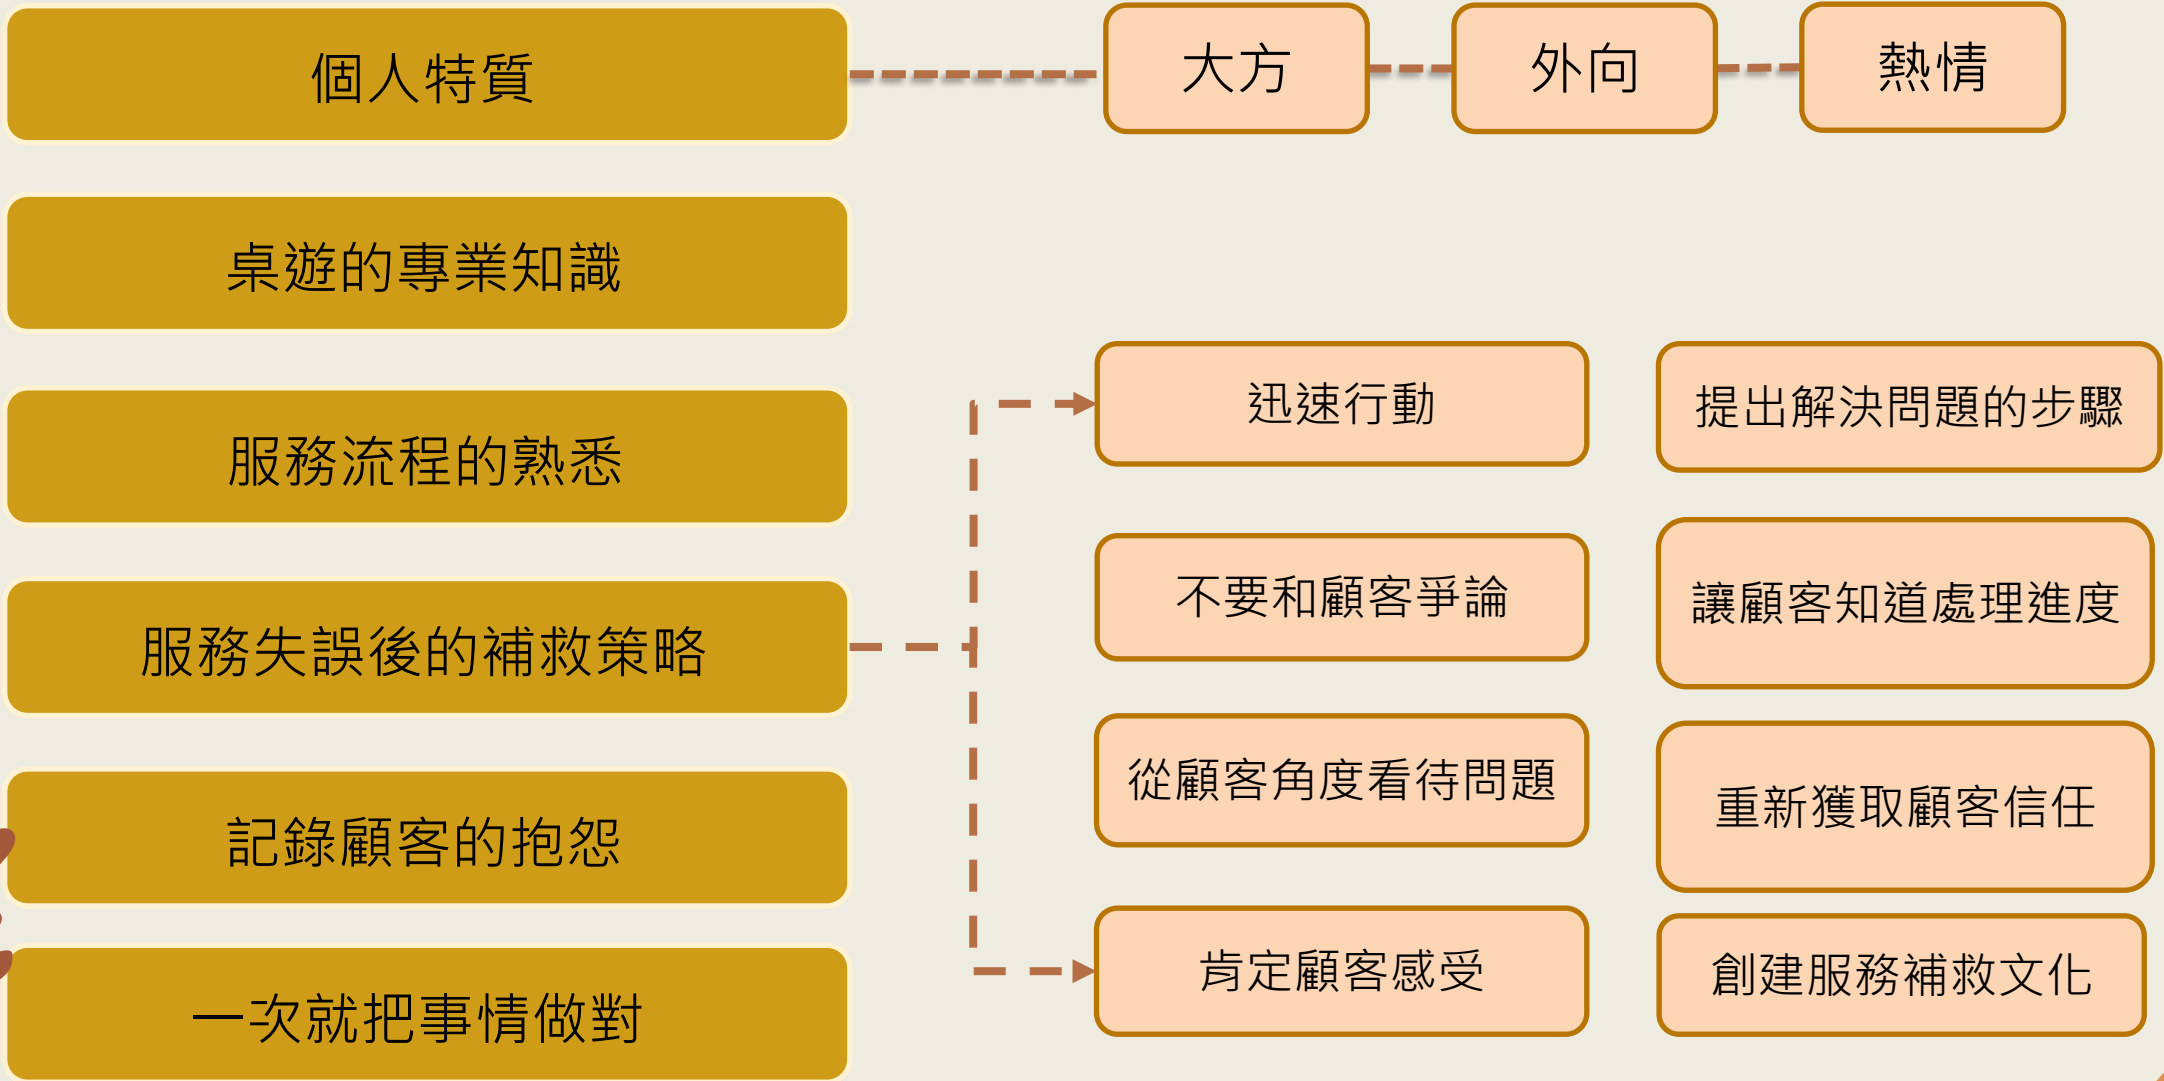 個人特質
大方
外向
熱情
桌遊的專業知識
服務流程的熟悉
服務失誤後的補救策略
迅速行動
提出解決問題的步驟
不要和顧客爭論
讓顧客知道處理進度
從顧客角度看待問題
重新獲取顧客信任
肯定顧客感受
創建服務補救文化
記錄顧客的抱怨
一次就把事情做對